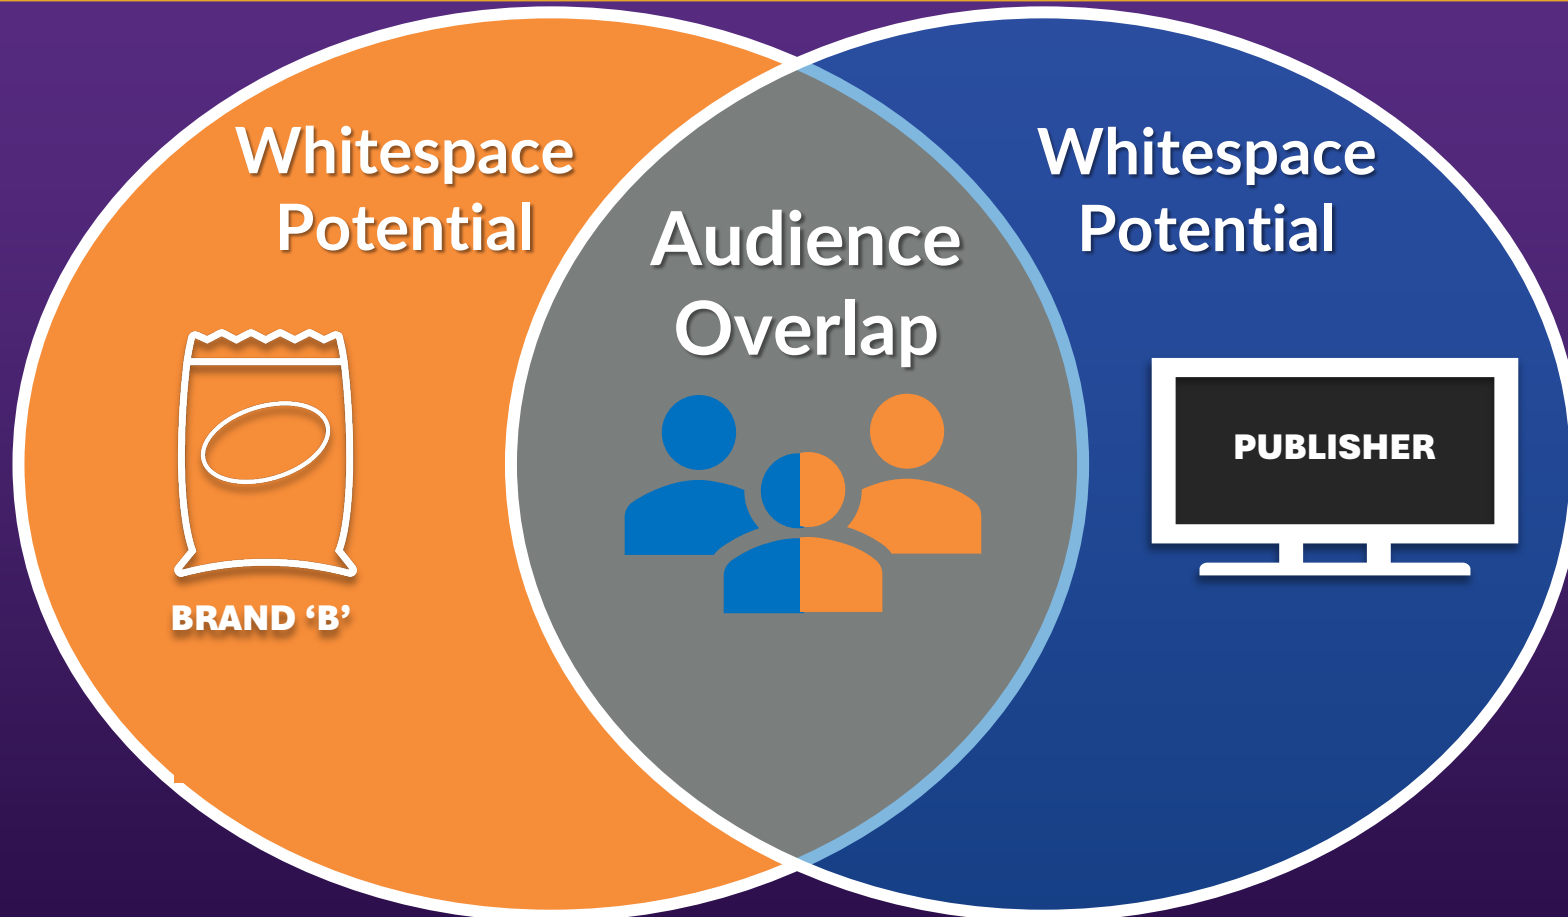 Whitespace
Potential
BRAND ‘B’
Audience
Overlap
Whitespace
Potential
PUBLISHER